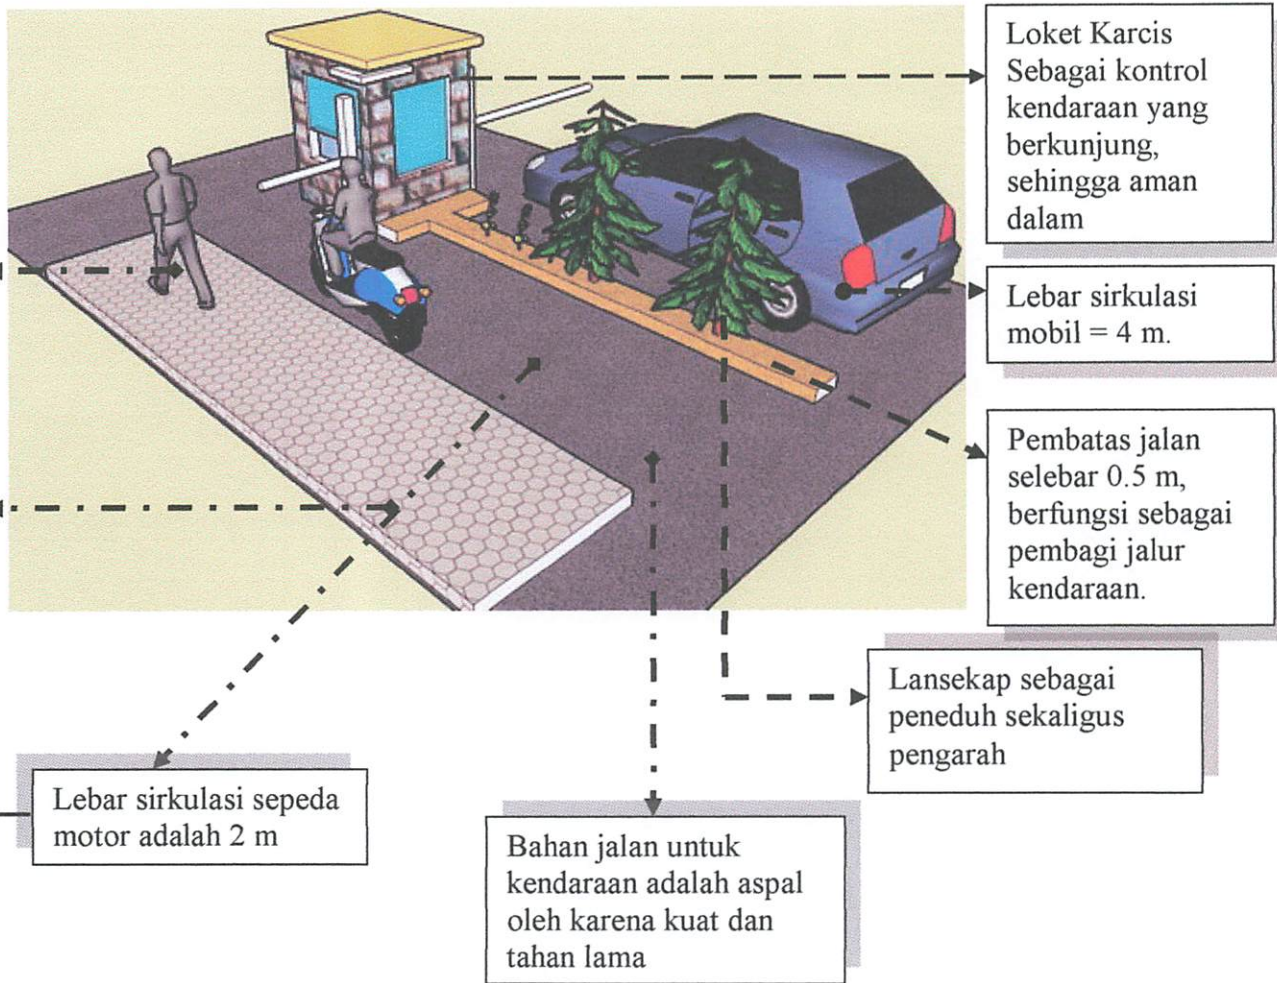 Loket Karcis
Sebagai kontrol
kendaraan yang
berkunjung,
sehingga aman
dalam
Lebar sirkulasi
mobil = 4 m.
Pembatas jalan
selebar 0.5 m,
berfungsi sebagai
pembagi jalur
kendaraan.
Lansekap sebagai
peneduh sekaligus
pengarah
Lebar sirkulasi sepeda
motor adalah 2 m
Bahan jalan untuk
kendaraan adalah aspal
oleh karena kuat dan
tahan lama